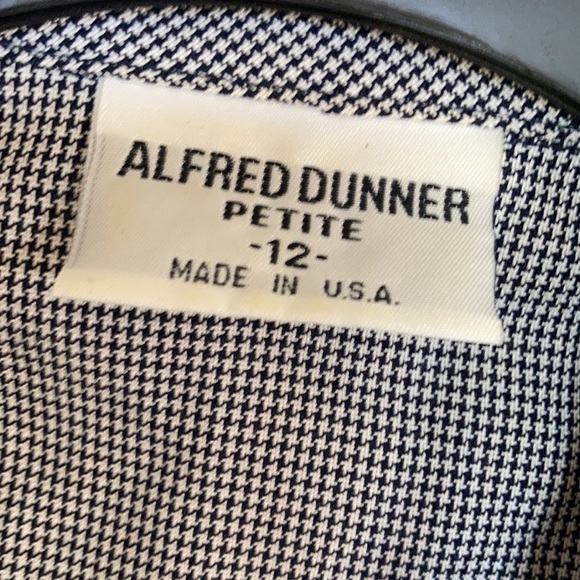 ALFRED DUNNER
PETITE
-12-
MADE IN U.S.A.